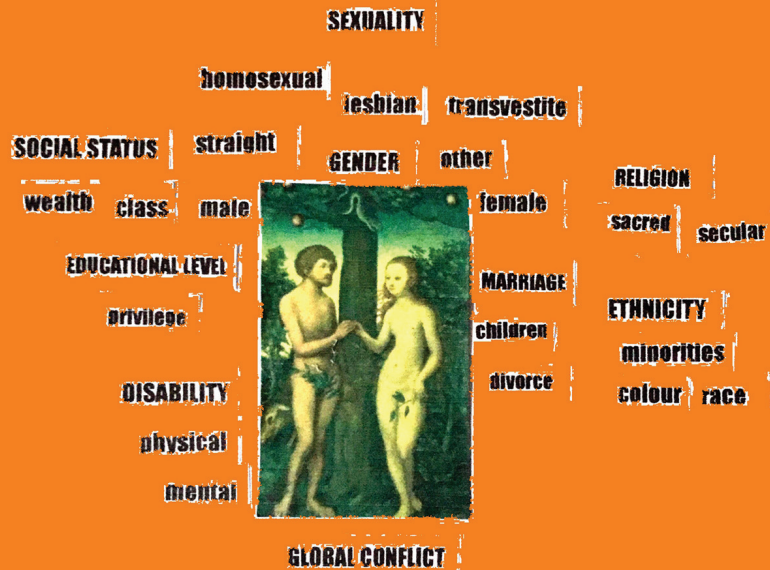 SEXUALITY
homosexual
lesbian
transvestite
SOCIAL STATUS
straight
GENDER
other
RELIGION
wealth
class
male
female
sacred
secular
EDUCATIONAL LEVEL
MARRIAGE
privilege
ETHNICITY
children
minorities
DISABILITY
divorce
colour
race
physical
mental
GLOBAL CONFLICT